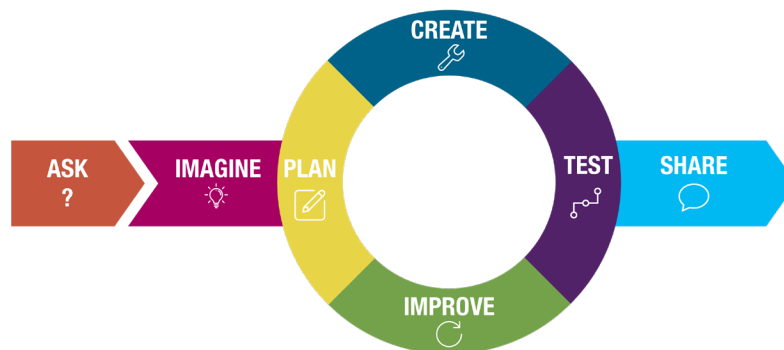 ASK
?
IMAGINE
PLAN
CREATE
TEST
IMPROVE
SHARE